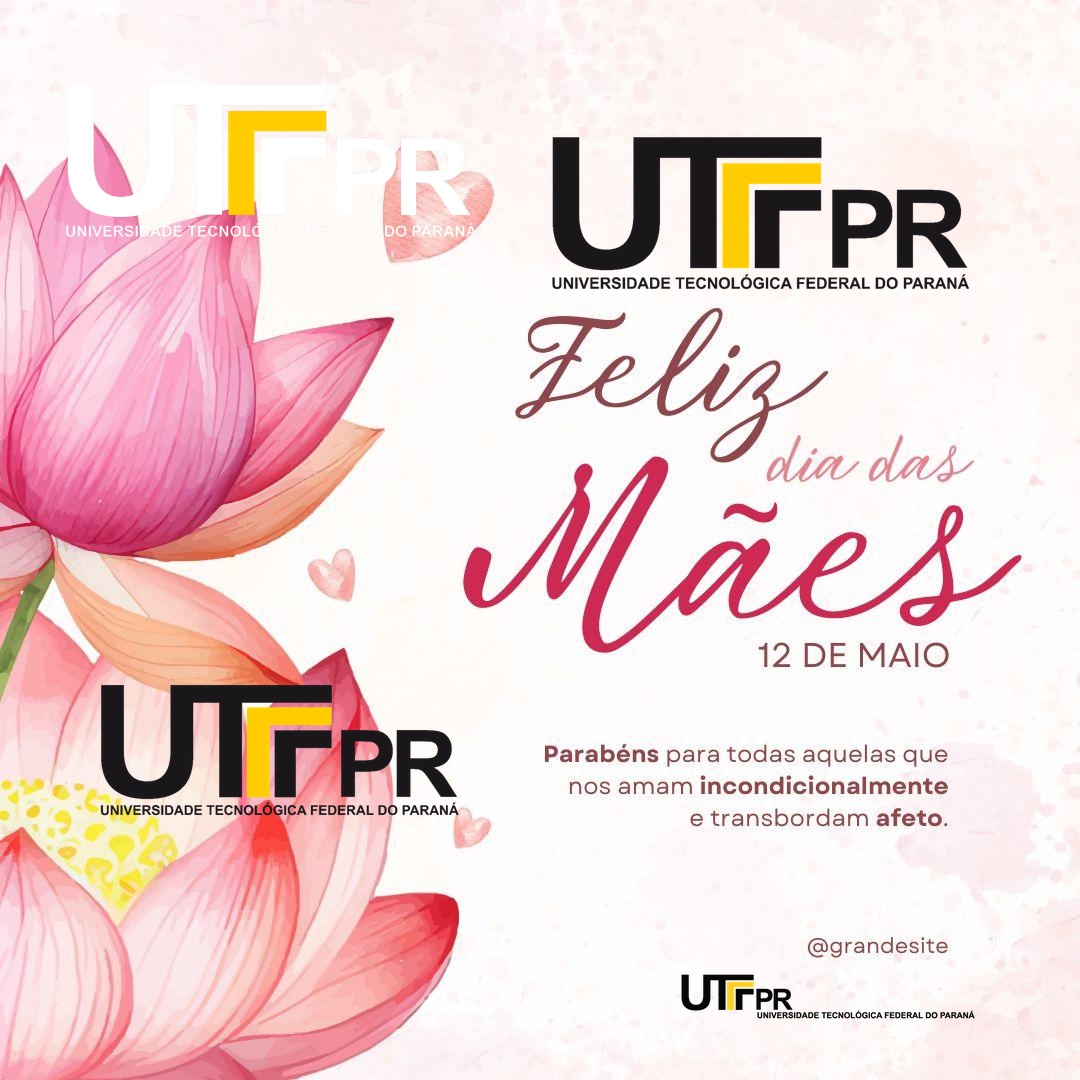 UTFPR
UNIVERSIDADE TECNOLÓGICA FEDERAL DO PARANÁ
UTFPR
UNIVERSIDADE TECNOLÓGICA FEDERAL DO PARANÁ
Feliz
dia das
Mães
12 DE MAIO
UTFPR
UNIVERSIDADE TECNOLÓGICA FEDERAL DO PARANÁ
Parabéns para todas aquelas que
nos amam incondicionalmente
e transbordam afeto.
@grandesite
UTFPR
UNIVERSIDADE TECNOLÓGICA FEDERAL DO PARANÁ